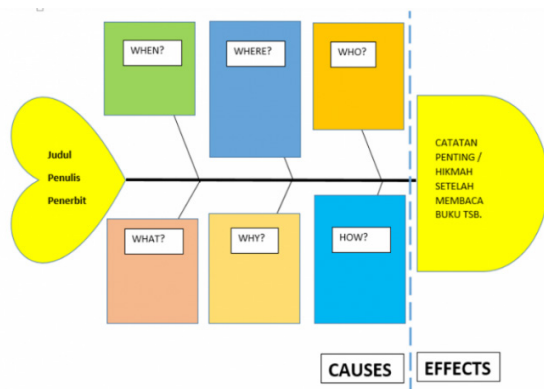 WHEN?
WHERE?
WHO?
Judul
Penulis
Penerbit
CATATAN
PENTING /
HIKMAH
SETELAH
MEMBACA
BUKU TSB.
WHAT?
WHY?
HOW?
CAUSES
EFFECTS